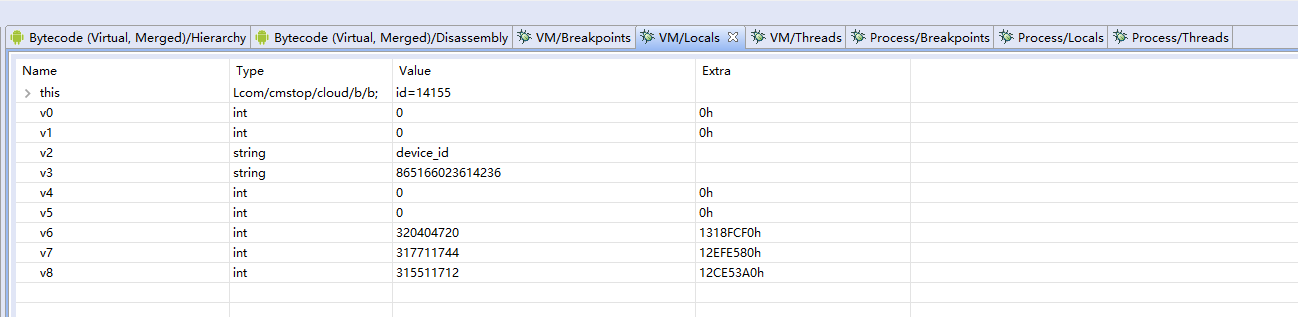 Bytecode (Virtual, Merged)/Hierarchy Bytecode (Virtual, Merged)/Disassembly VM/Breakpoints VM/Locals VM/Threads Process/Breakpoints Process/Locals Process/Threads
Name Type Value Extra
this Lcom/cmstop/cloud/b/b; id=14155
v0 int 0 0h
v1 int 0 0h
v2 string device_id
v3 string 865166023614236
v4 int 0 0h
v5 int 0 0h
v6 int 320404720 1318FCF0h
v7 int 317711744 12EFE580h
v8 int 315511712 12CE53A0h